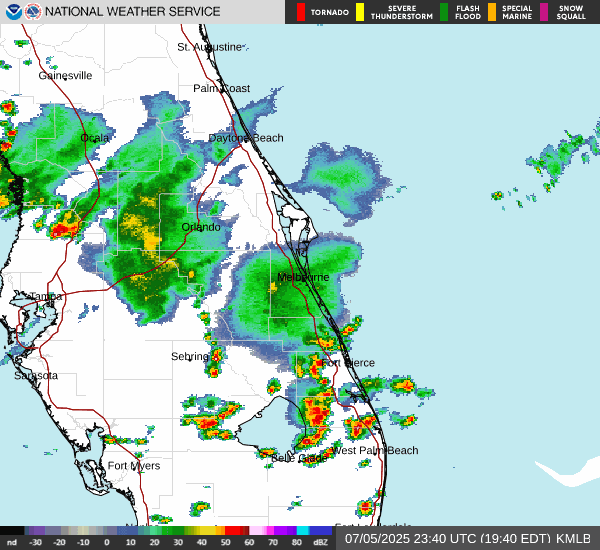 NATIONAL WEATHER SERVICE
TORNADO
SEVERE THUNDERSTORM
FLASH FLOOD
SPECIAL MARINE
SNOW SQUALL
St. Augustine
Gainesville
Palm Coast
Ocala
Daytona Beach
Orlando
Melbourne
Tampa
Sebring
Fort Pierce
Sarasota
West Palm Beach
Belle Glade
Fort Myers
nd -30 -20 -10 0 10 20 30 40 50 60 70 80 dBZ
07/05/2025 23:40 UTC (19:40 EDT) KMLB